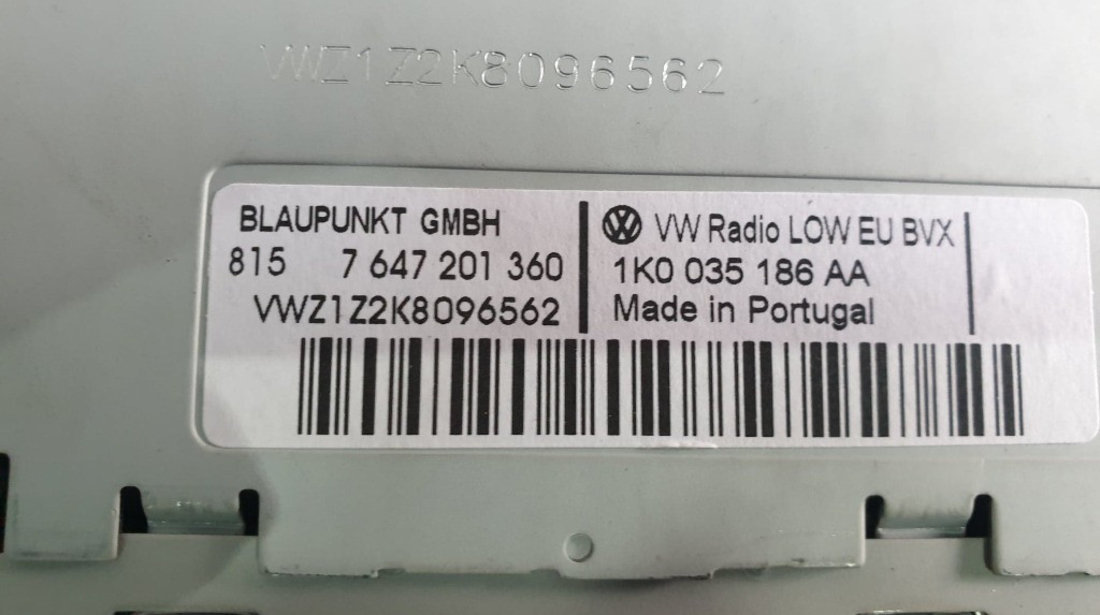 VWZ1Z2K8096562
BLAUPUNKT GMBH
815 7 647 201 360
VWZ1Z2K8096562
VW Radio LOW EU BVX
1K0 035 186 AA
Made in Portugal